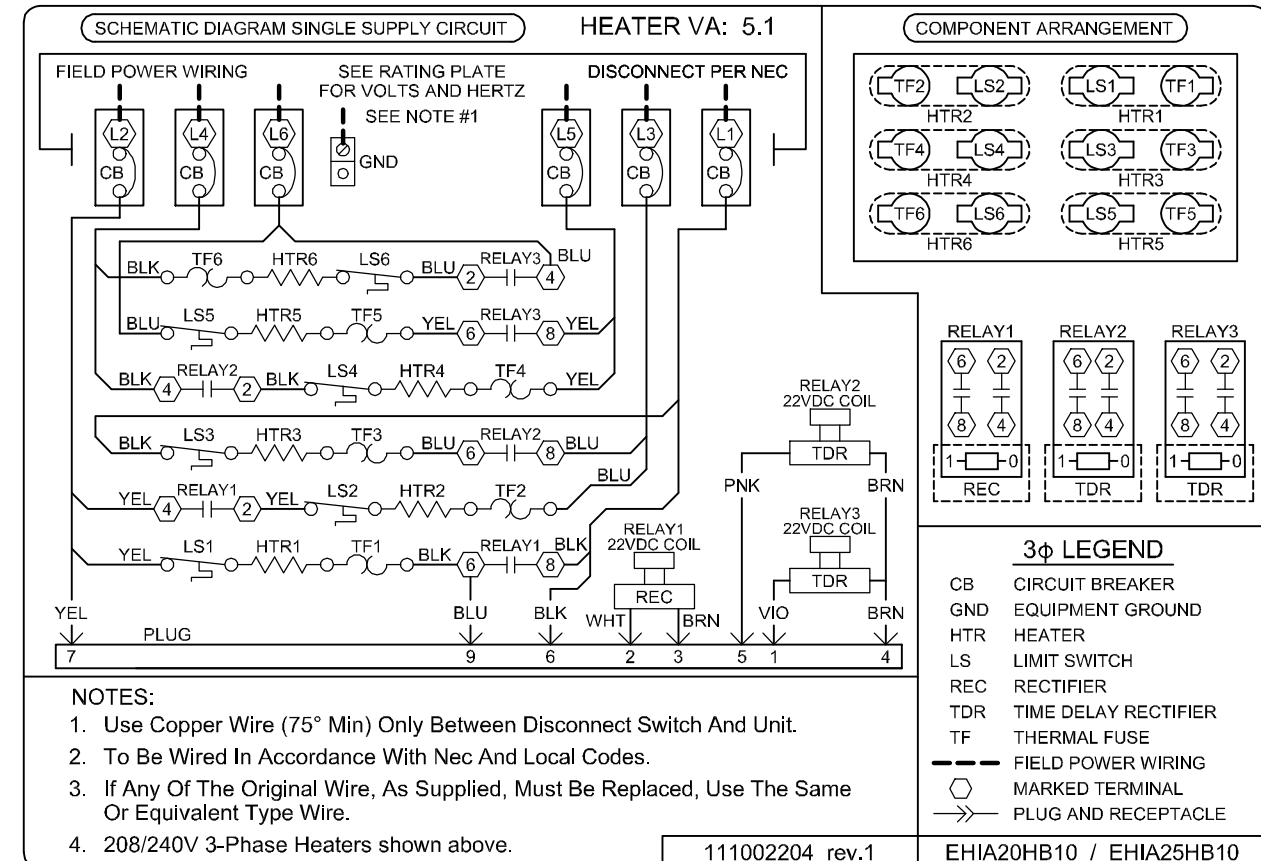 SCHEMATIC DIAGRAM SINGLE SUPPLY CIRCUIT
HEATER VA: 5.1
FIELD POWER WIRING
SEE RATING PLATE
FOR VOLTS AND HERTZ
SEE NOTE #1
DISCONNECT PER NEC
L2 L4 L6 L5 L3 L1
CB CB CB GND CB CB CB
BLK TF6 HTR6 LS6 BLU 2 RELAY3 4 BLU
BLU LS5 HTR5 TF5 YEL 6 RELAY3 8 YEL
BLK 4 RELAY2 2 BLK LS4 HTR4 TF4 YEL
BLK LS3 HTR3 TF3 BLU 6 RELAY2 8 BLU
BLU
YEL 4 RELAY1 2 YEL LS2 HTR2 TF2
YEL LS1 HTR1 TF1 BLK 6 RELAY1 8 BLK
RELAY2
22VDC COIL
TDR
PNK BRN
RELAY3
22VDC COIL
TDR
RELAY1
22VDC COIL
REC
YEL BLU BLK WHT BRN VIO BRN
PLUG
7 9 6 2 3 5 1 4
NOTES:
1. Use Copper Wire (75° Min) Only Between Disconnect Switch And Unit.
2. To Be Wired In Accordance With Nec And Local Codes.
3. If Any Of The Original Wire, As Supplied, Must Be Replaced, Use The Same
Or Equivalent Type Wire.
4. 208/240V 3-Phase Heaters shown above.
111002204 rev.1
COMPONENT ARRANGEMENT
TF2 LS2 LS1 TF1
HTR2 HTR1
TF4 LS4 LS3 TF3
HTR4 HTR3
TF6 LS6 LS5 TF5
HTR6 HTR5
RELAY1 RELAY2 RELAY3
6 2 6 2 6 2
8 4 8 4 8 4
1 0 1 0 1 0
REC TDR TDR
3ϕ LEGEND
CB CIRCUIT BREAKER
GND EQUIPMENT GROUND
HTR HEATER
LS LIMIT SWITCH
REC RECTIFIER
TDR TIME DELAY RECTIFIER
TF THERMAL FUSE
FIELD POWER WIRING
MARKED TERMINAL
PLUG AND RECEPTACLE
EHIA20HB10 / EHIA25HB10